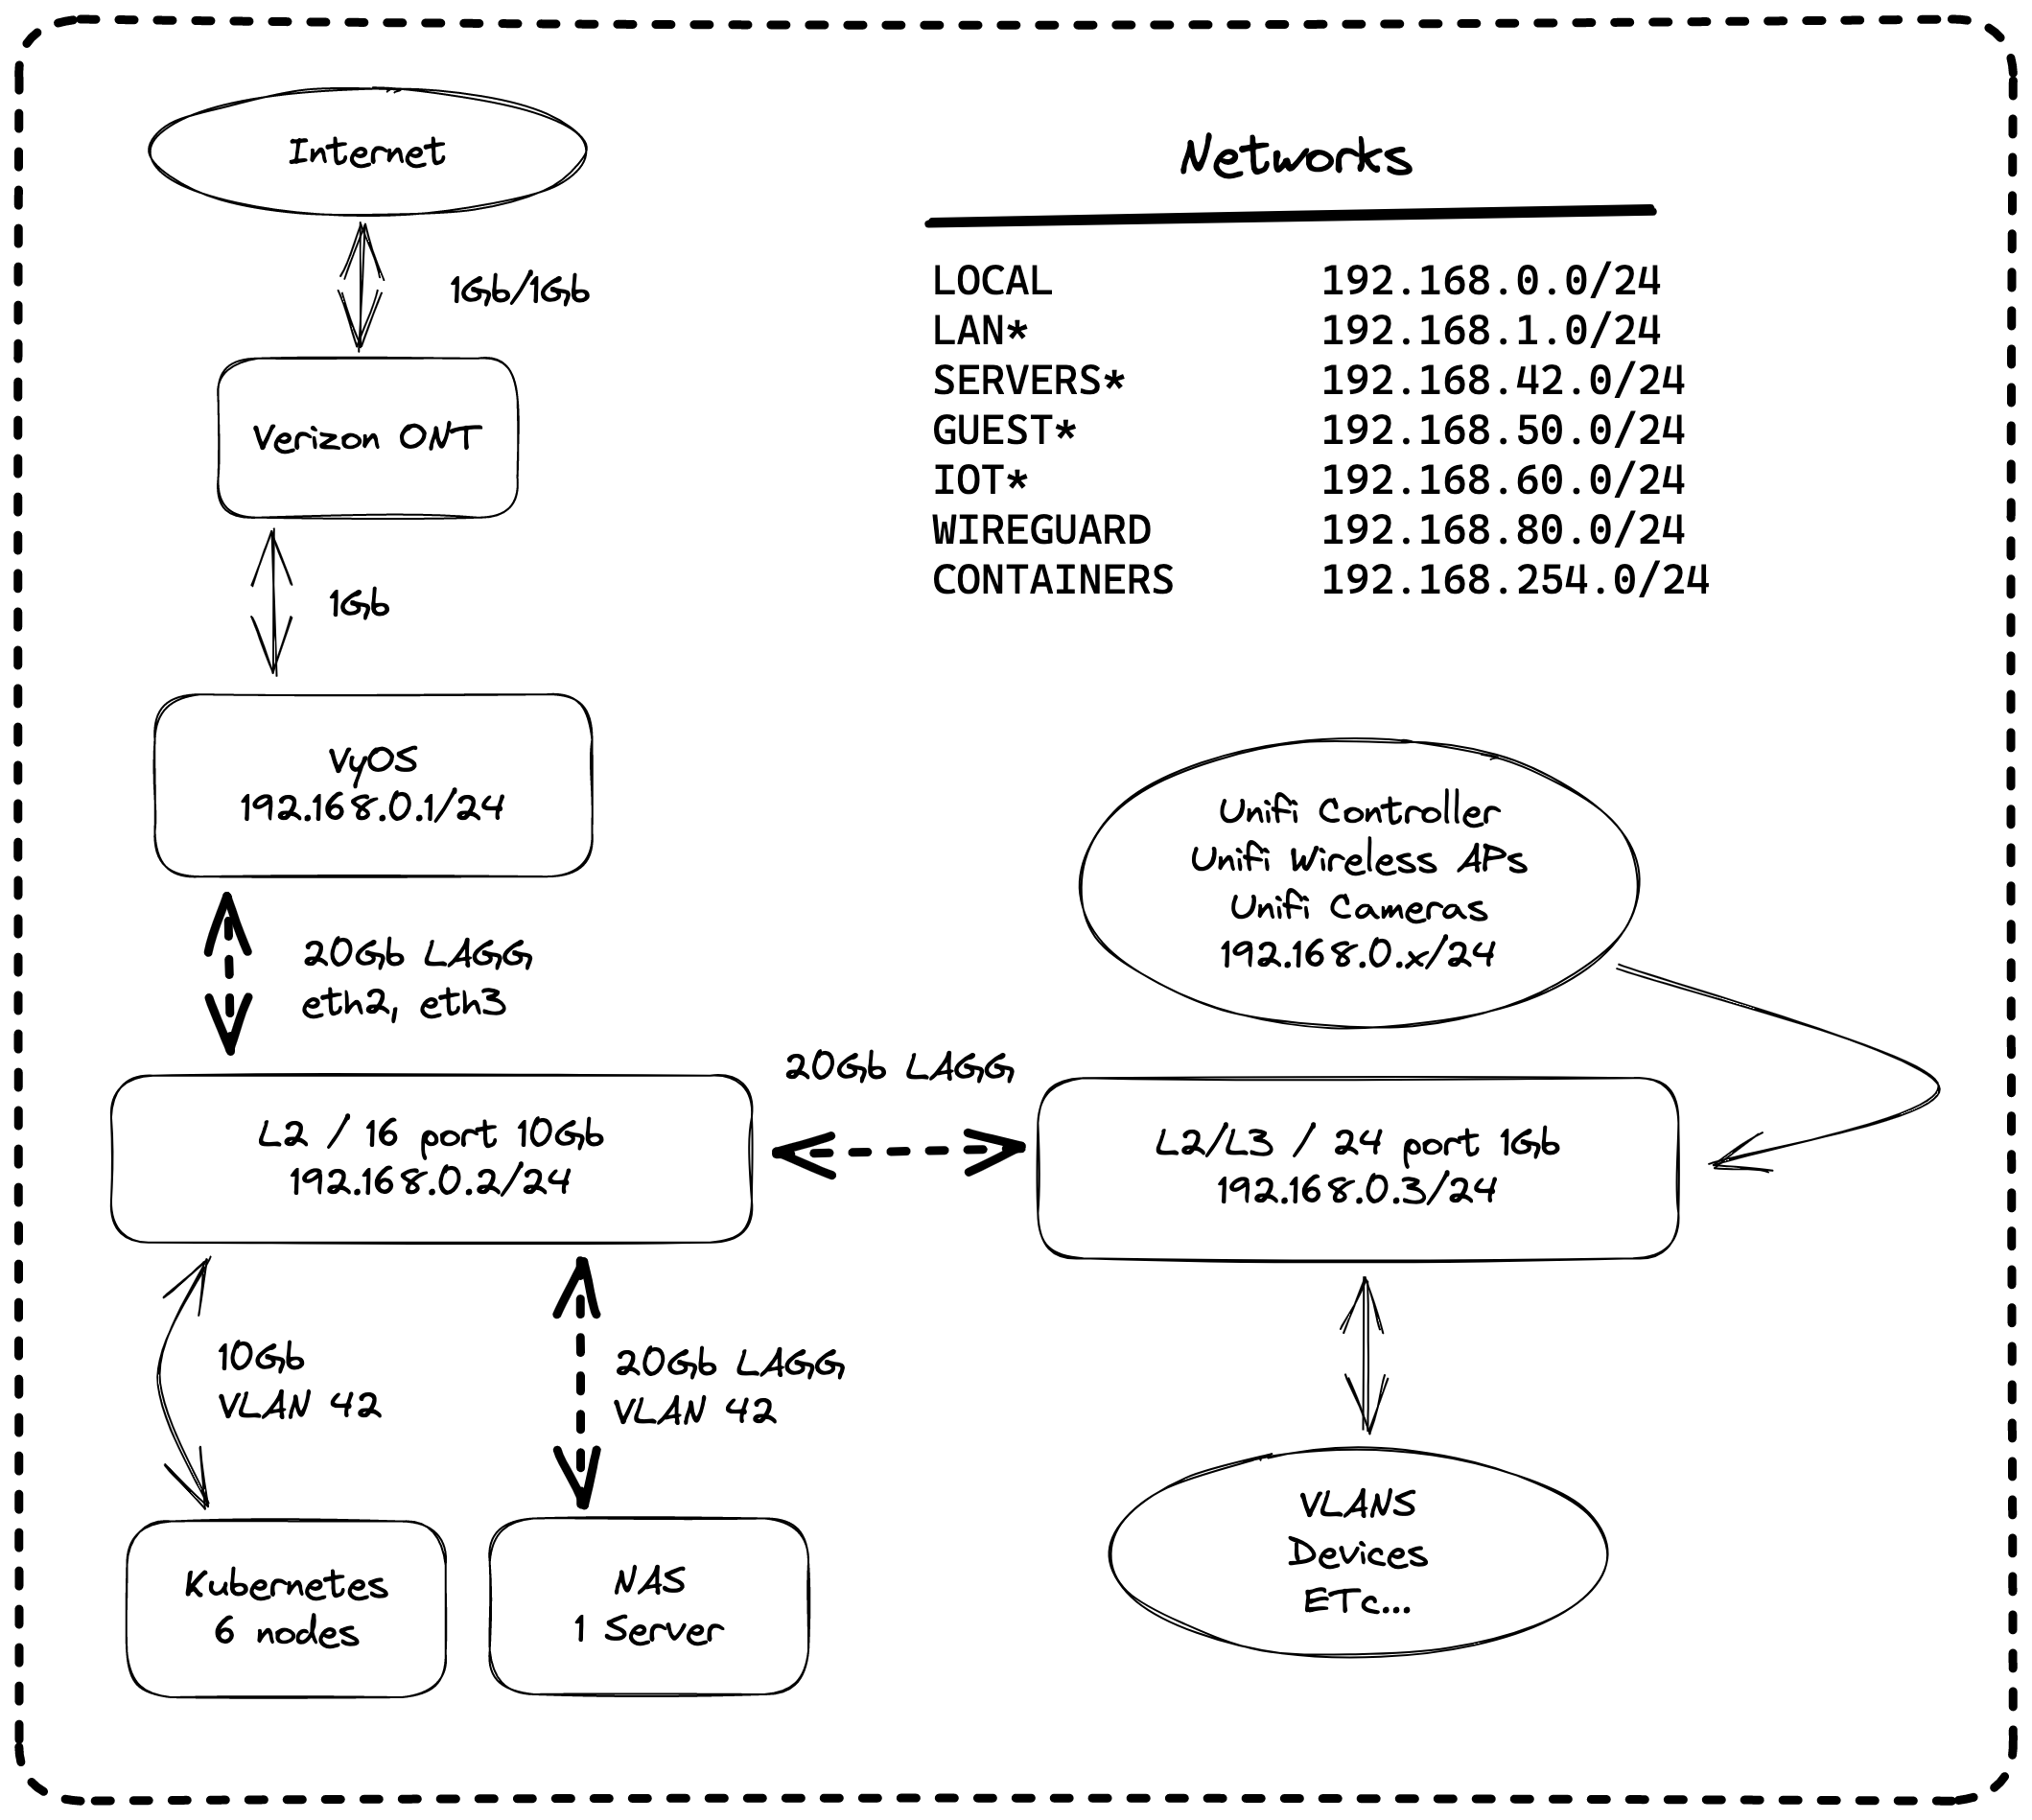 Internet
1Gb/1Gb
Verizon ONT
1Gb
VyOS
192.168.0.1/24
20Gb LAGG
eth2, eth3
L2 / 16 port 10Gb
192.168.0.2/24
10Gb
VLAN 42
20Gb LAGG
VLAN 42
Kubernetes
6 nodes
NAS
1 Server
20Gb LAGG
Networks
LOCAL 192.168.0.0/24
LAN* 192.168.1.0/24
SERVERS* 192.168.42.0/24
GUEST* 192.168.50.0/24
IOT* 192.168.60.0/24
WIREGUARD 192.168.80.0/24
CONTAINERS 192.168.254.0/24
Unifi Controller
Unifi Wireless APs
Unifi Cameras
192.168.0.x/24
L2/L3 / 24 port 1Gb
192.168.0.3/24
VLANS
Devices
ETc...